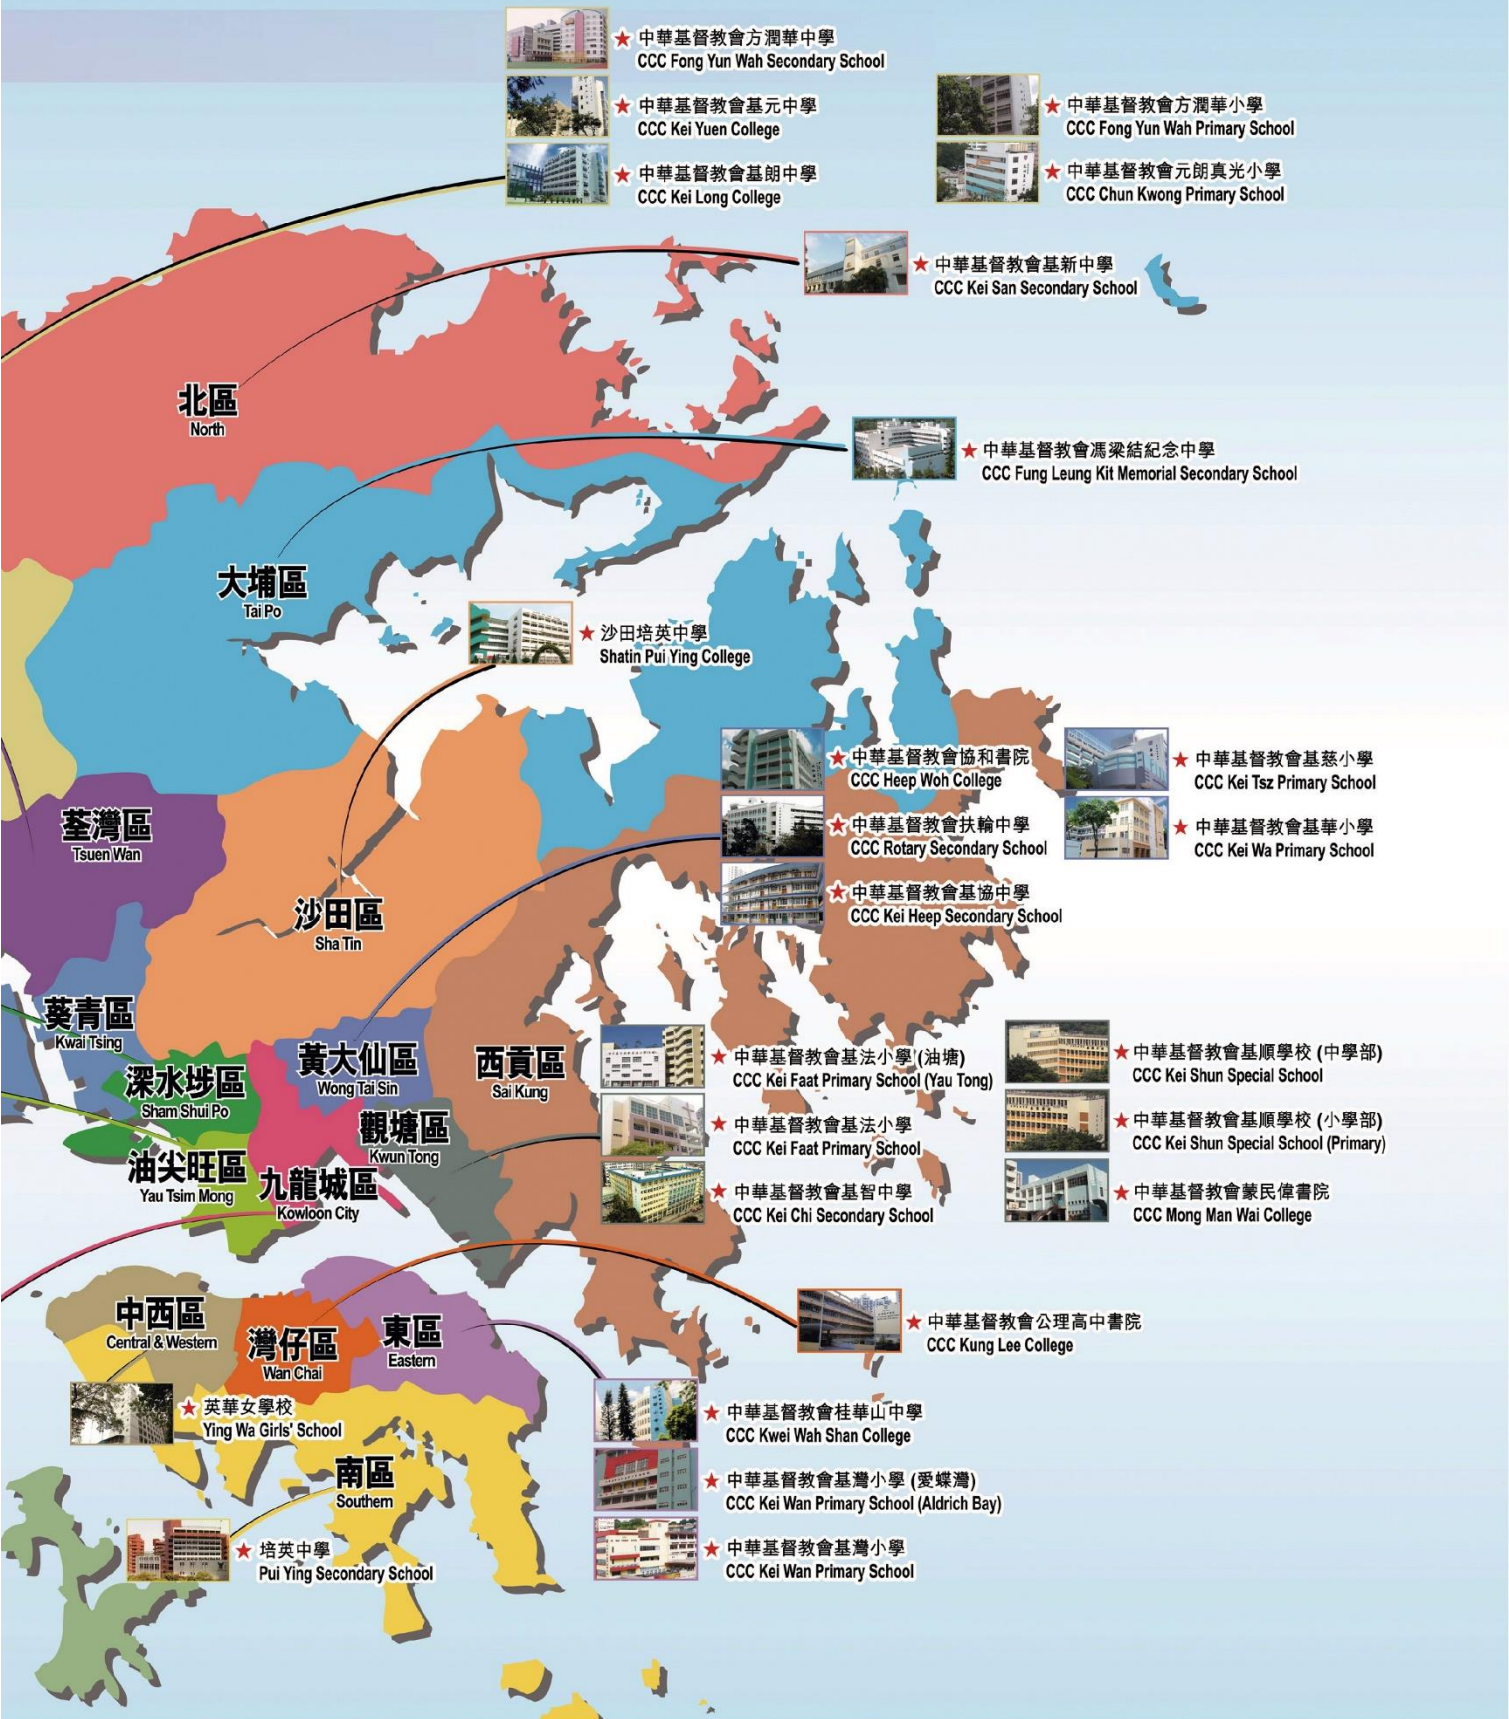 中華基督教會方潤華中學
CCC Fong Yun Wah Secondary School
中華基督教會基元中學
CCC Kei Yuen College
中華基督教會基朗中學
CCC Kei Long College
中華基督教會方潤華小學
CCC Fong Yun Wah Primary School
中華基督教會元朗真光小學
CCC Chun Kwong Primary School
中華基督教會基新中學
CCC Kei San Secondary School
北區
North
中華基督教會馮梁結紀念中學
CCC Fung Leung Kit Memorial Secondary School
大埔區
Tai Po
沙田培英中學
Shatin Pui Ying College
中華基督教會協和書院
CCC Heep Woh College
中華基督教會扶輪中學
CCC Rotary Secondary School
中華基督教會基協中學
CCC Kei Heep Secondary School
中華基督教會基慈小學
CCC Kei Tsz Primary School
中華基督教會基華小學
CCC Kei Wa Primary School
荃灣區
Tsuen Wan
沙田區
Sha Tin
葵青區
Kwai Tsing
深水埗區
Sham Shui Po
黃大仙區
Wong Tai Sin
西貢區
Sai Kung
觀塘區
Kwun Tong
油尖旺區
Yau Tsim Mong
九龍城區
Kowloon City
中華基督教會基法小學 (油塘)
CCC Kei Faat Primary School (Yau Tong)
中華基督教會基法小學
CCC Kei Faat Primary School
中華基督教會基智中學
CCC Kei Chi Secondary School
中華基督教會基順學校 (中學部)
CCC Kei Shun Special School
中華基督教會基順學校 (小學部)
CCC Kei Shun Special School (Primary)
中華基督教會蒙民偉書院
CCC Mong Man Wai College
中西區
Central & Western
灣仔區
Wan Chai
東區
Eastern
中華基督教會公理高中書院
CCC Kung Lee College
英華女學校
Ying Wa Girls' School
中華基督教會桂華山中學
CCC Kwei Wah Shan College
中華基督教會基灣小學 (愛蝶灣)
CCC Kei Wan Primary School (Aldrich Bay)
中華基督教會基灣小學
CCC Kei Wan Primary School
南區
Southern
培英中學
Pui Ying Secondary School